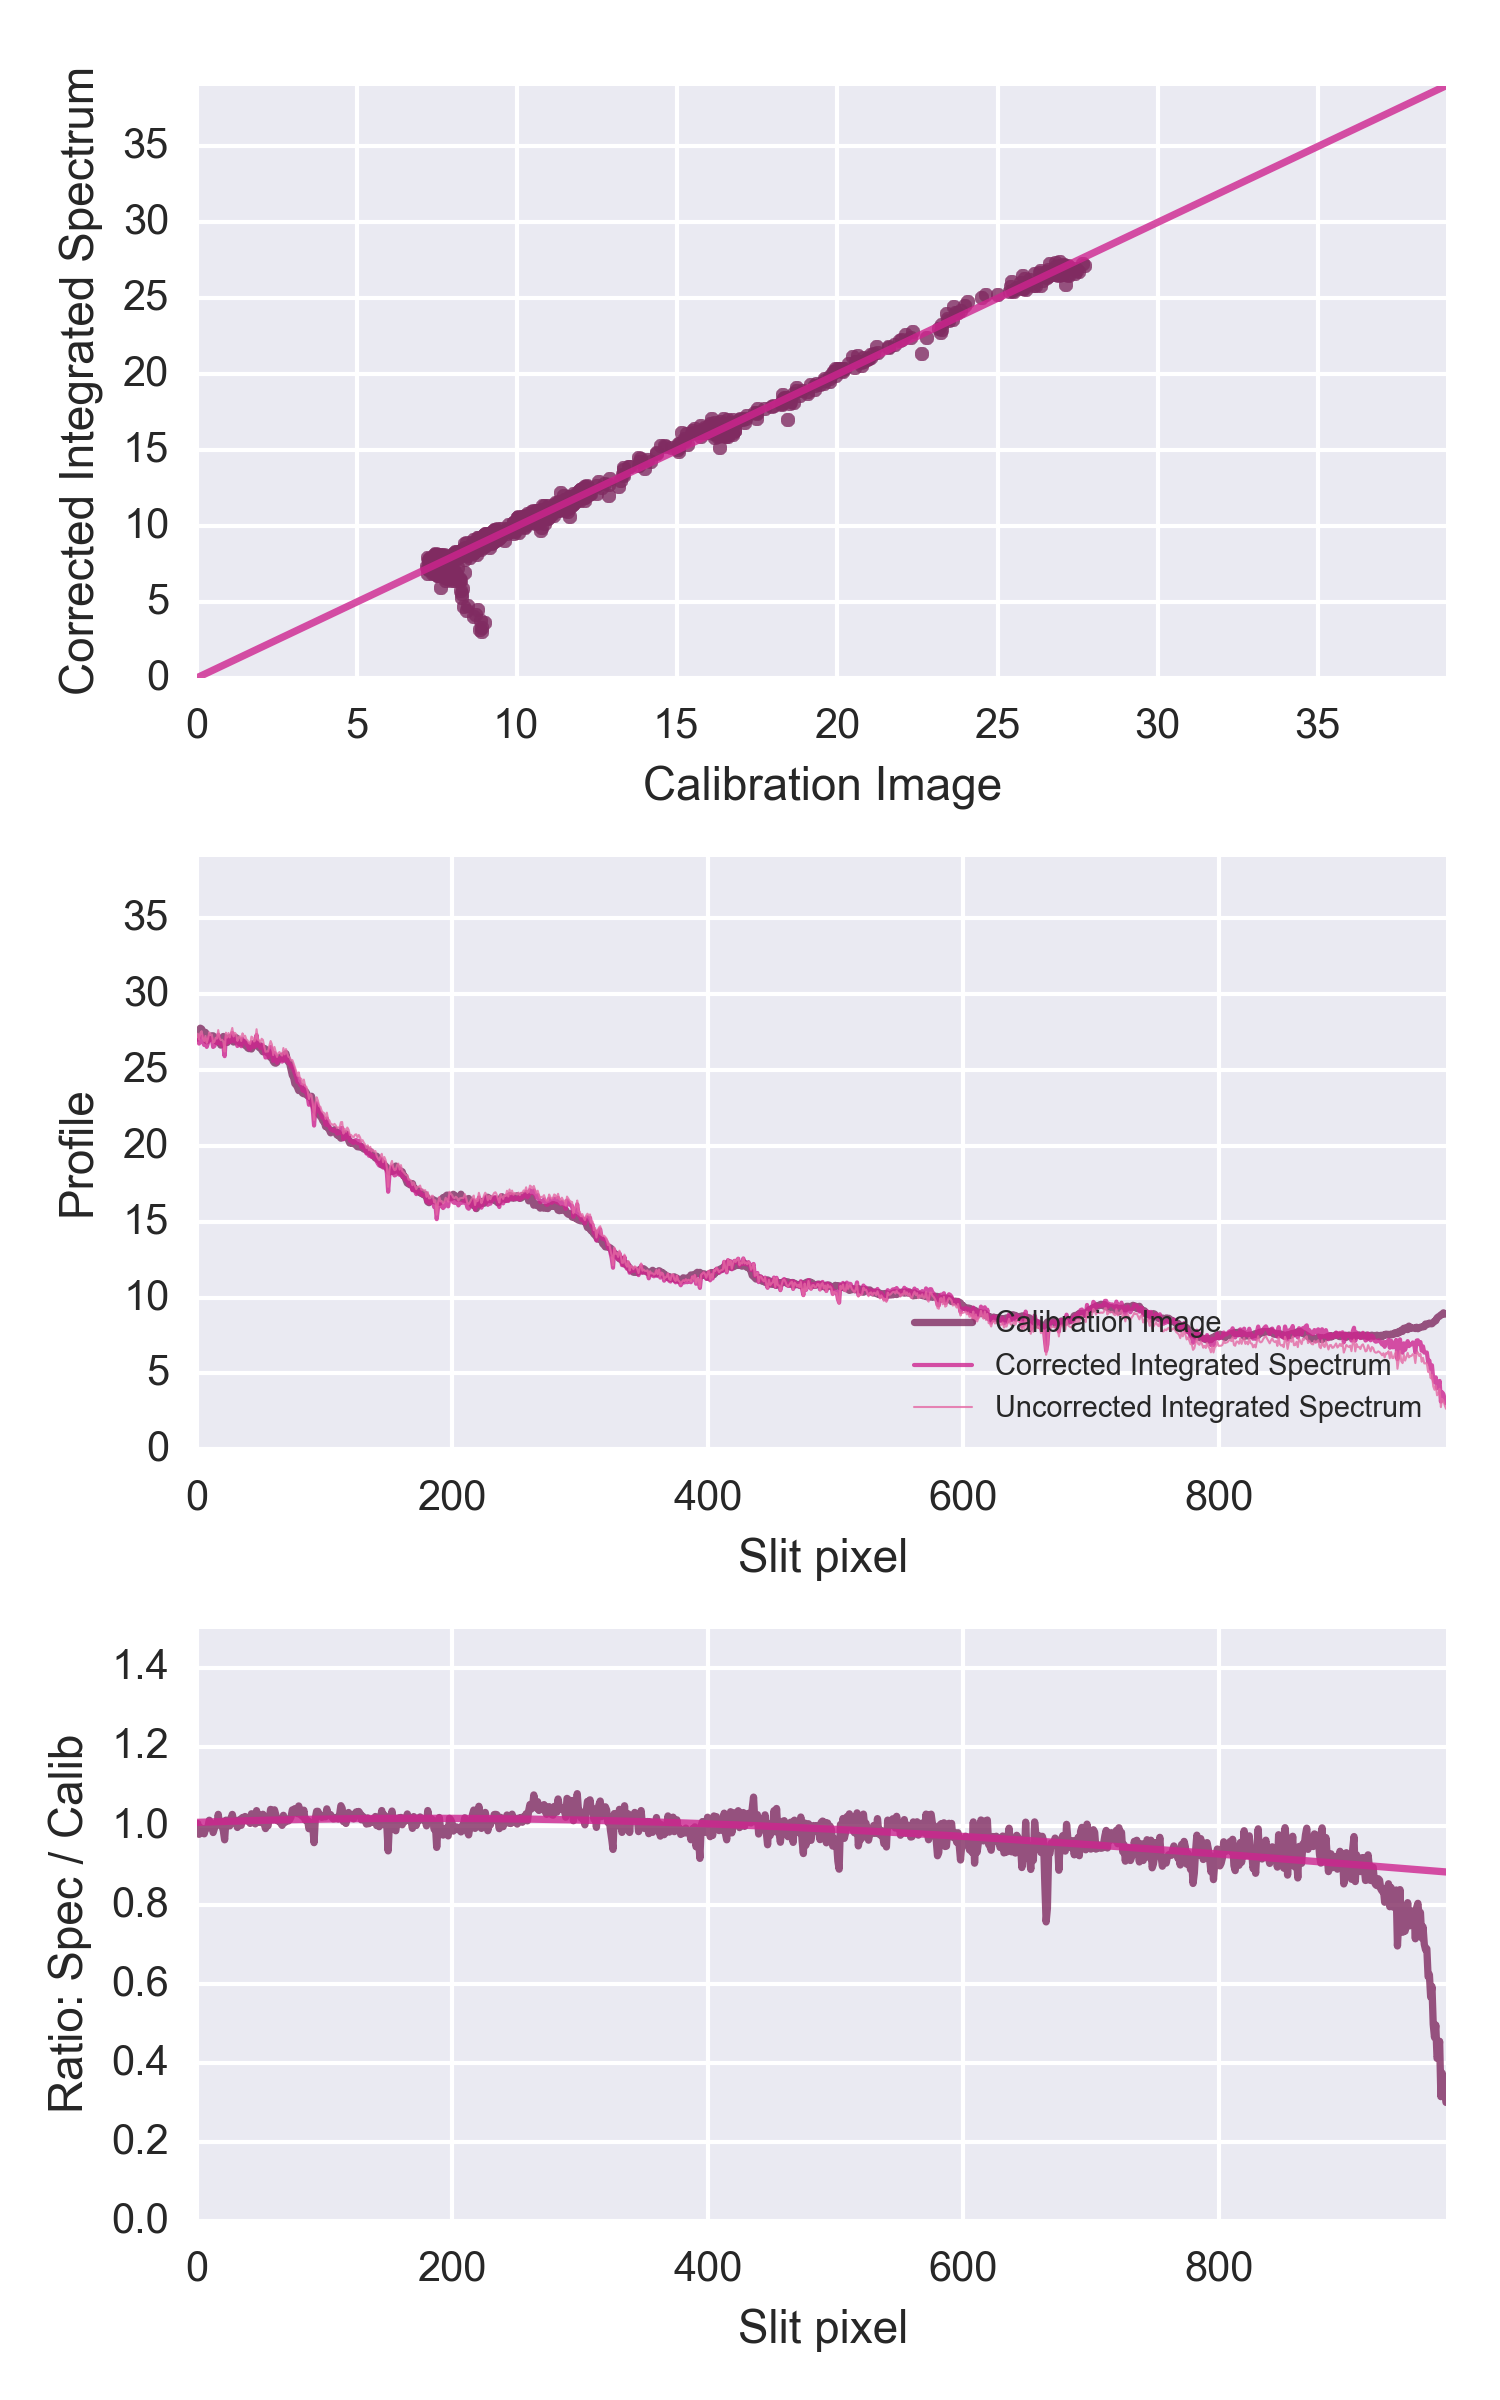 Corrected Integrated Spectrum
35
30
25
20
15
10
5
0
0 5 10 15 20 25 30 35
Calibration Image
Profile
35
30
25
20
15
10
5
0
Calibration Image
Corrected Integrated Spectrum
Uncorrected Integrated Spectrum
0 200 400 600 800
Slit pixel
Ratio: Spec / Calib
1.4
1.2
1.0
0.8
0.6
0.4
0.2
0.0
0 200 400 600 800
Slit pixel